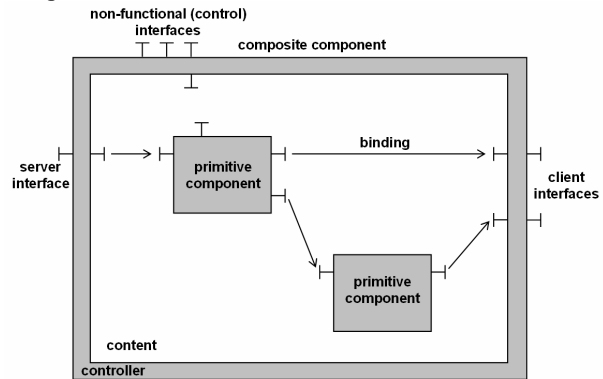 non-functional (control)
interfaces
composite component
binding
server
interface
primitive
component
client
interfaces
primitive
component
content
controller